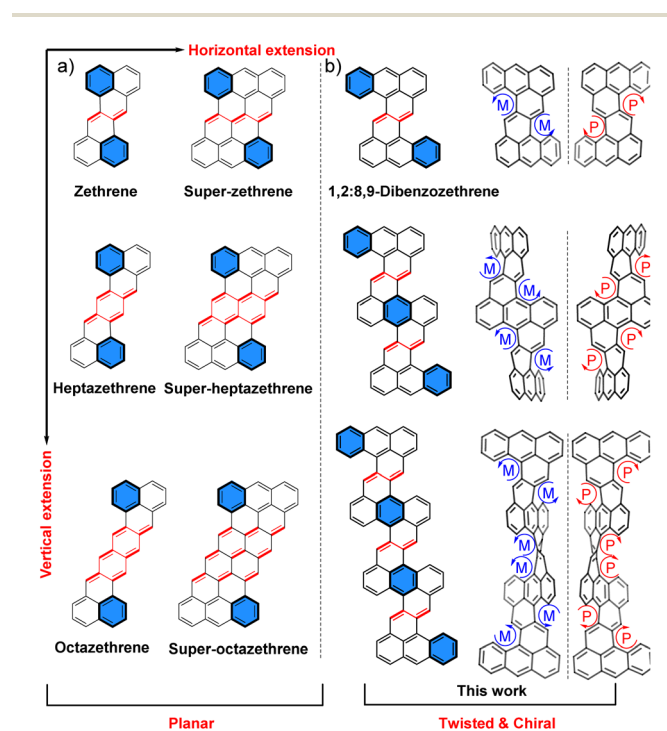 Horizontal extension
a)
b)
M
M
P
P
Zethrene
Super-zethrene
1,2:8,9-Dibenzozethrene
M
M
M
M
P
P
P
P
Heptazethrene
Super-heptazethrene
Vertical extension
M
M
M
M
M
M
P
P
P
P
P
P
Octazethrene
Super-octazethrene
This work
Planar
Twisted & Chiral